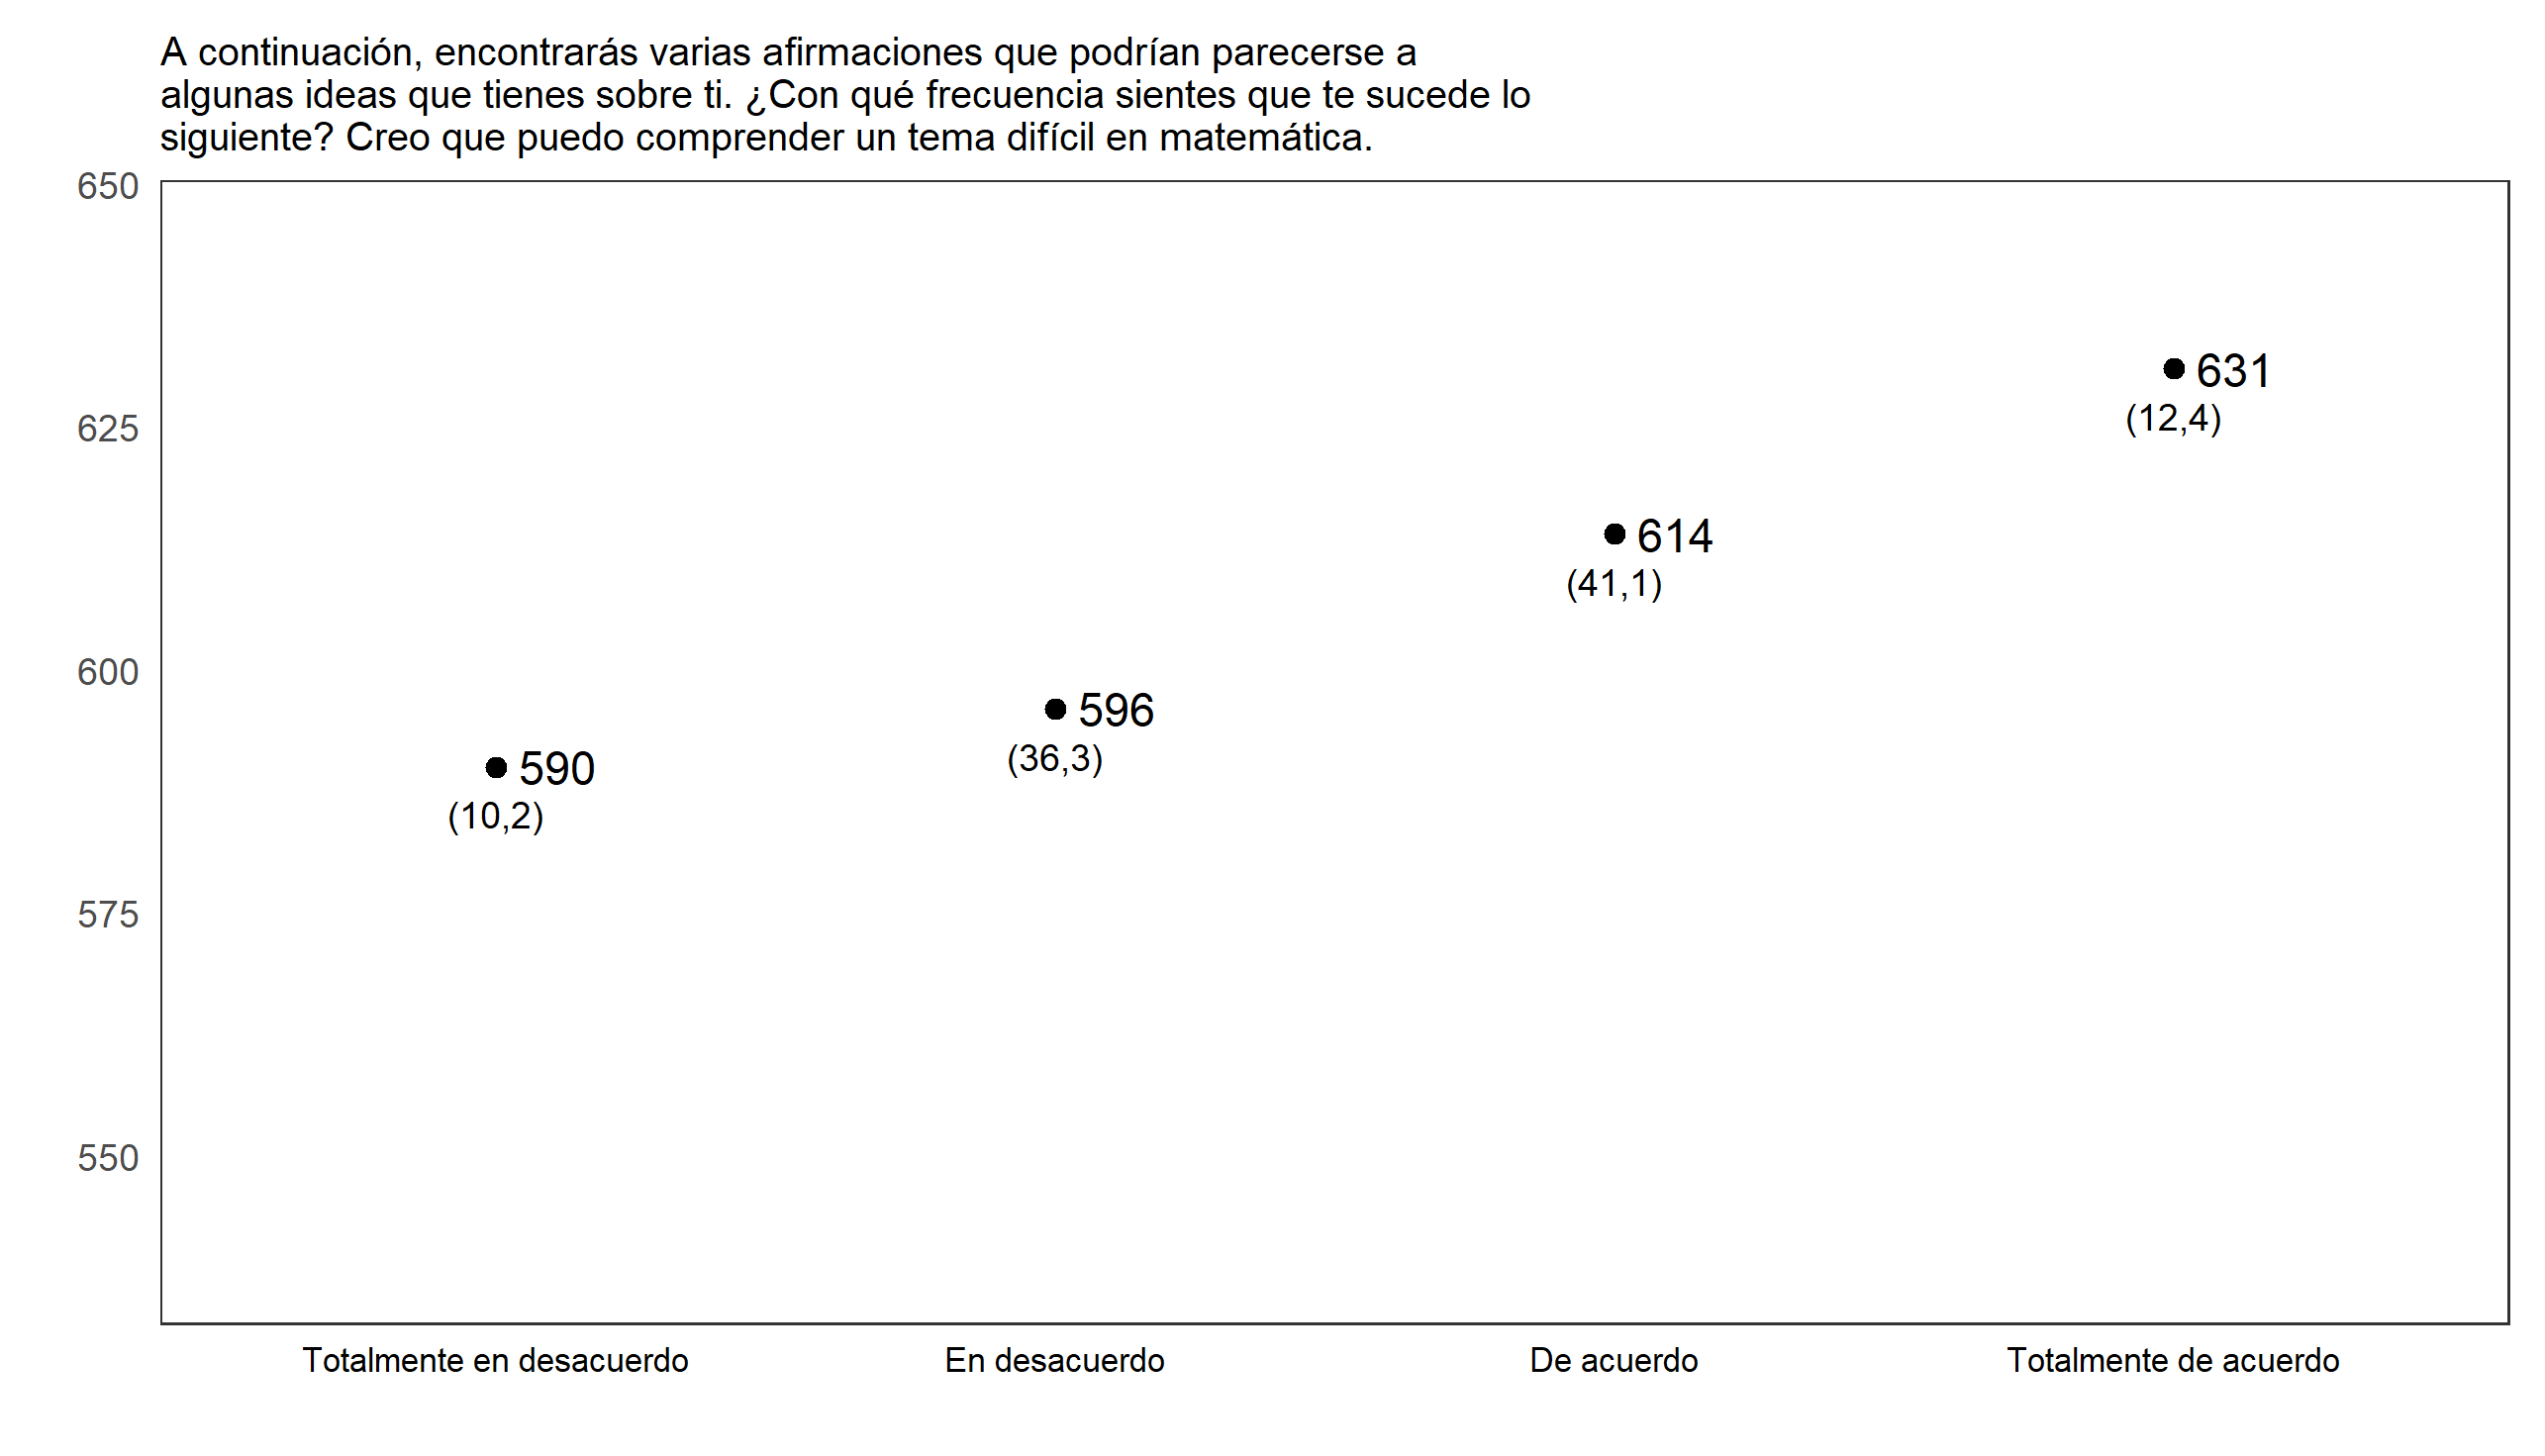 A continuación, encontrarás varias afirmaciones que podrían parecerse a
algunas ideas que tienes sobre ti. ¿Con qué frecuencia sientes que te sucede lo
siguiente? Creo que puedo comprender un tema difícil en matemática.
650
625
600
575
550
631
(12,4)
614
(41,1)
596
(36,3)
590
(10,2)
Totalmente en desacuerdo
En desacuerdo
De acuerdo
Totalmente de acuerdo